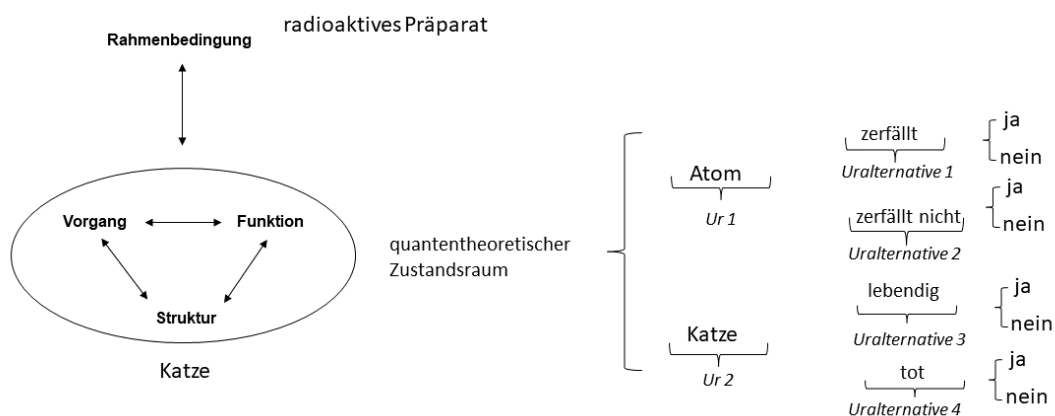 radioaktives Präparat
Rahmenbedingung
Vorgang
Funktion
Struktur
Katze
quantentheoretischer
Zustandsraum
Atom
Ur 1
zerfällt
Uralternative 1
ja
nein
zerfällt nicht
Uralternative 2
ja
nein
Katze
Ur 2
lebendig
Uralternative 3
ja
nein
tot
Uralternative 4
ja
nein